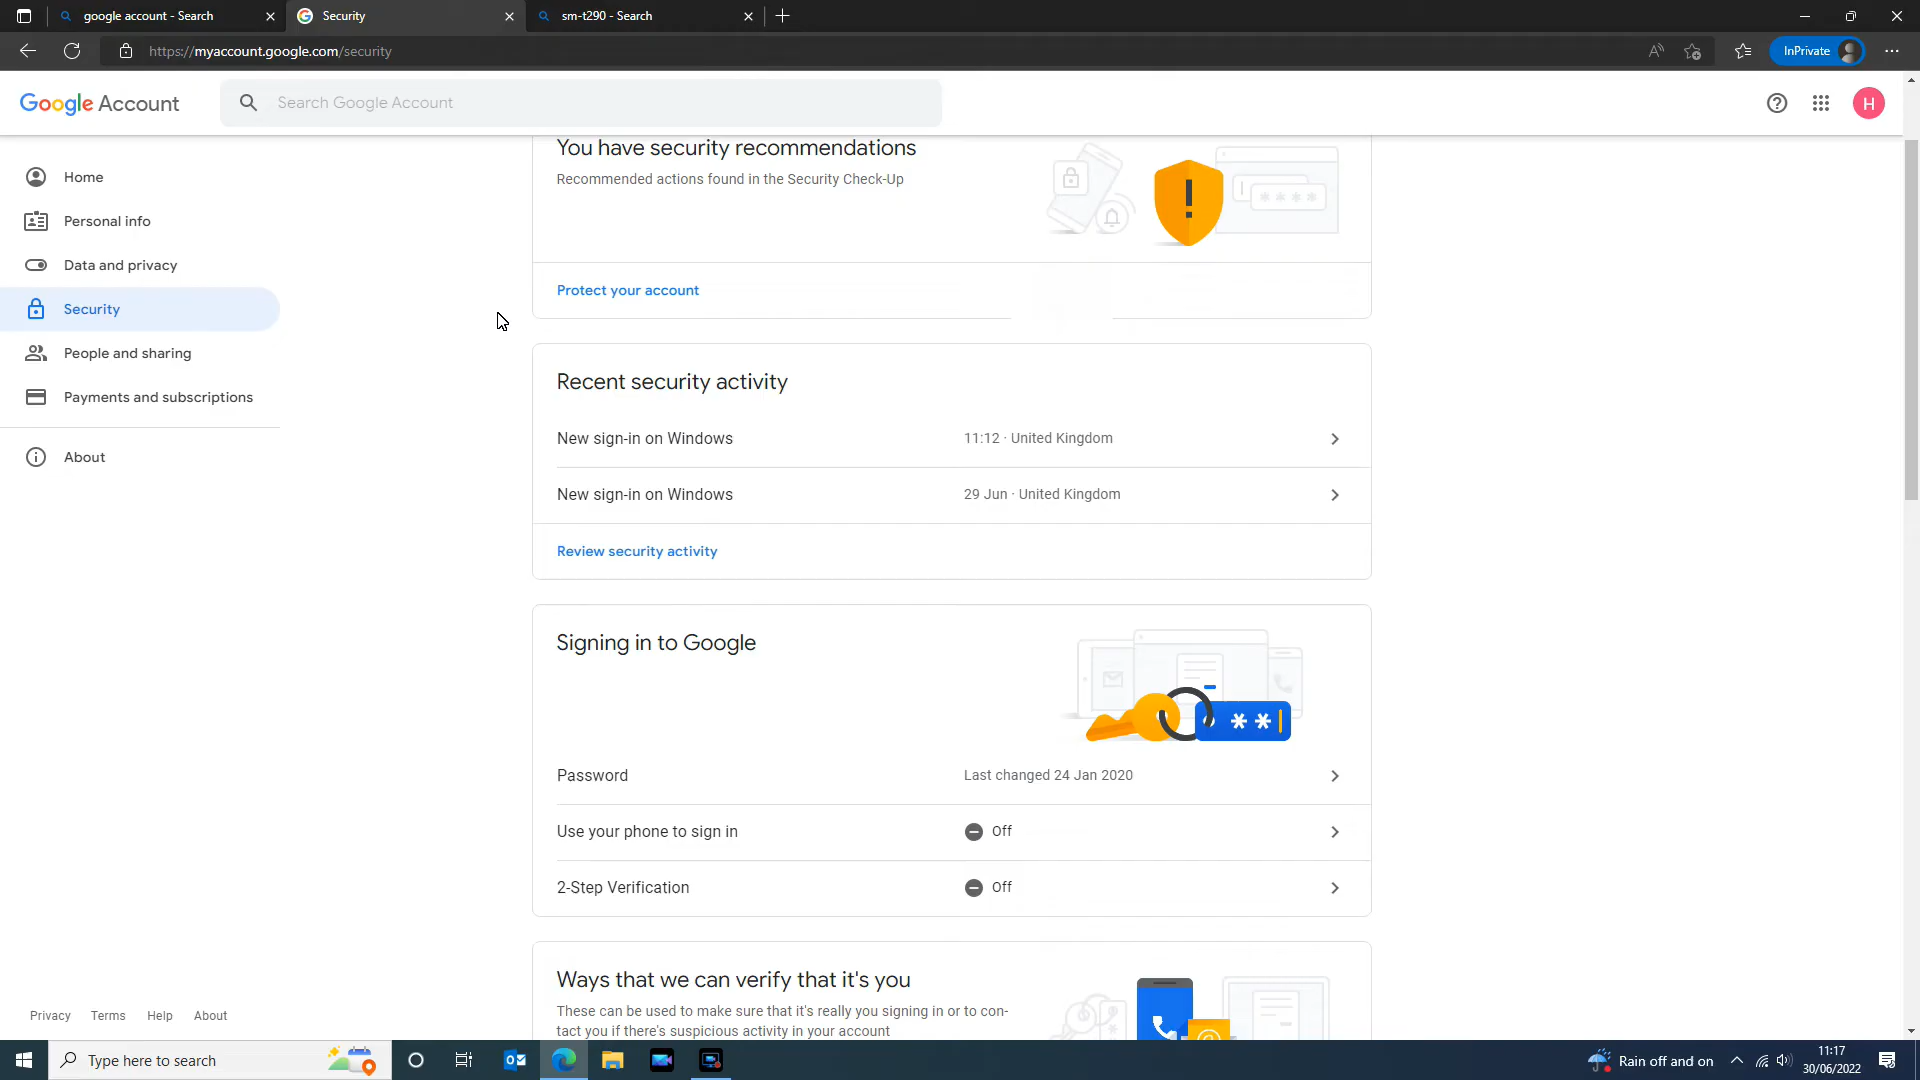 google account - Search
Security
sm-t290 - Search
https://myaccount.google.com/security
InPrivate
Google Account
Search Google Account
H
Home
Personal info
Data and privacy
Security
People and sharing
Payments and subscriptions
About
You have security recommendations
Recommended actions found in the Security Check-Up
Protect your account
Recent security activity
New sign-in on Windows
11:12 · United Kingdom
New sign-in on Windows
29 Jun · United Kingdom
Review security activity
Signing in to Google
Password
Last changed 24 Jan 2020
Use your phone to sign in
Off
2-Step Verification
Off
Ways that we can verify that it's you
These can be used to make sure that it's really you signing in or to con-
tact you if there's suspicious activity in your account
Privacy
Terms
Help
About
Type here to search
Rain off and on
11:17
30/06/2022